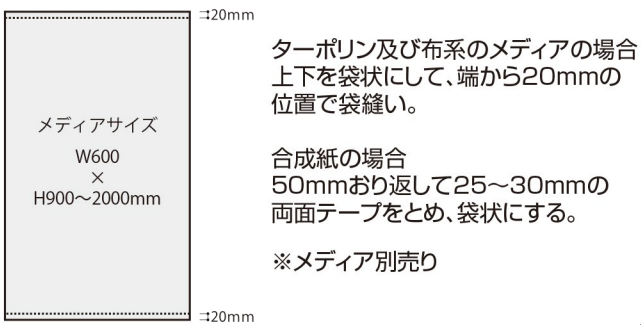 20mm
メディアサイズ
W600
×
H900～2000mm
20mm
ターポリン及び布系のメディアの場合
上下を袋状にして、端から20mmの
位置で袋縫い。
合成紙の場合
50mmおり返して25～30mmの
両面テープをとめ、袋状にする。
※メディア別売り